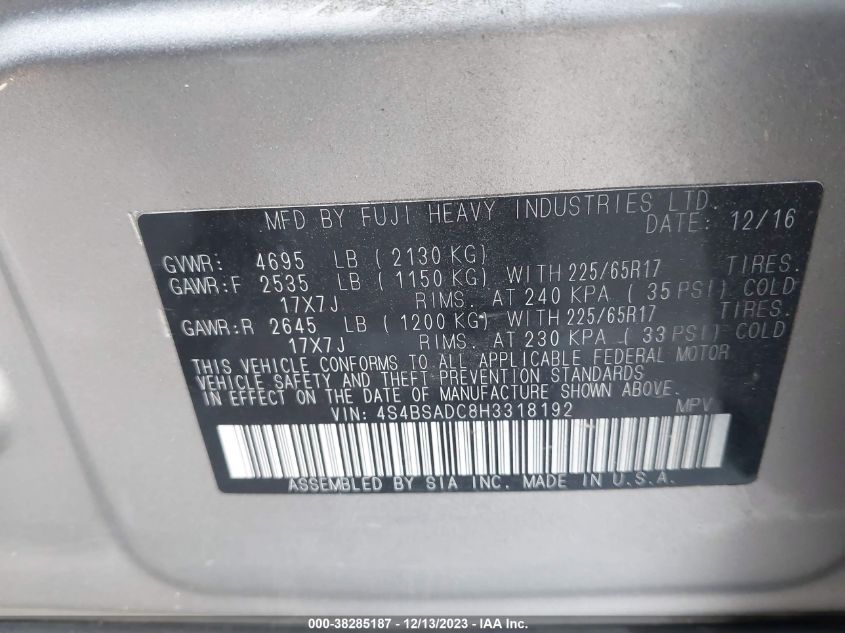 MFD BY FUJI HEAVY INDUSTRIES LTD.
DATE: 12/16
GVWR: 4695 LB ( 2130 KG)
GAWR:F 2535 LB ( 1150 KG) WITH 225/65R17 TIRES.
17X7J RIMS. AT 240 KPA ( 35 PSI) COLD
GAWR:R 2645 LB ( 1200 KG) WITH 225/65R17 TIRES.
17X7J RIMS. AT 230 KPA ( 33 PSI) COLD
THIS VEHICLE CONFORMS TO ALL APPLICABLE FEDERAL MOTOR
VEHICLE SAFETY AND THEFT PREVENTION STANDARDS
IN EFFECT ON THE DATE OF MANUFACTURE SHOWN ABOVE.
VIN: 4S4BSADC8H3318192 MPV
ASSEMBLED BY SIA INC. MADE IN U.S.A.
000-38285187 - 12/13/2023 - IAA Inc.